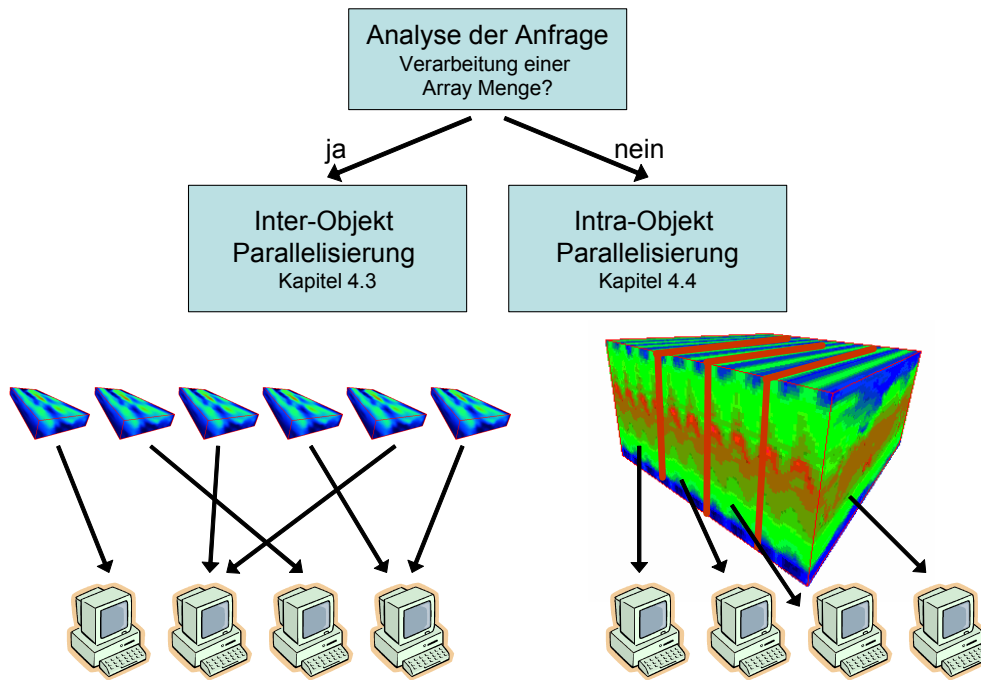 Analyse der Anfrage
Verarbeitung einer
Array Menge?
ja
nein
Inter-Objekt
Parallelisierung
Kapitel 4.3
Intra-Objekt
Parallelisierung
Kapitel 4.4